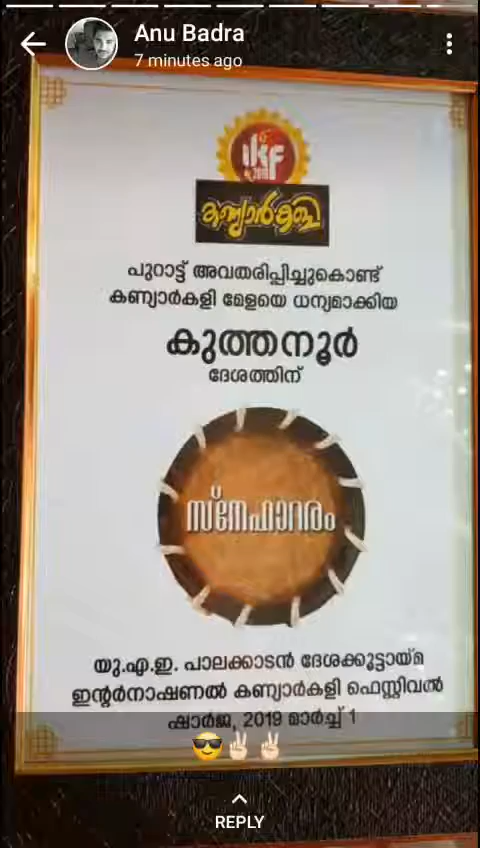 Anu Badra
7 minutes ago
ikf
2019
കണ്യാർകളി
പുറാട്ട് അവതരിപ്പിച്ചുകൊണ്ട്
കണ്യാർകളി മേളയെ ധന്യമാക്കിയ
കുത്തനൂർ
ദേശത്തിന്
സ്നേഹാദരം
യു.എ.ഇ. പാലക്കാടൻ ദേശക്കൂട്ടായ്മ
ഇന്റർനാഷണൽ കണ്യാർകളി ഫെസ്റ്റിവൽ
ഷാർജ, 2019 മാർച്ച് 1
😎✌🏻✌🏻
REPLY